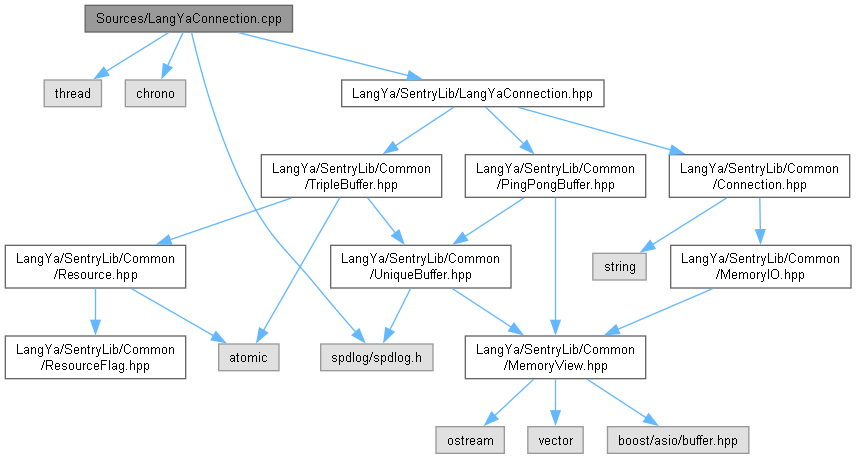 Sources/LangYaConnection.cpp
thread
chrono
LangYa/SentryLib/LangYaConnection.hpp
LangYa/SentryLib/Common
/TripleBuffer.hpp
LangYa/SentryLib/Common
/PingPongBuffer.hpp
LangYa/SentryLib/Common
/Connection.hpp
LangYa/SentryLib/Common
/Resource.hpp
LangYa/SentryLib/Common
/UniqueBuffer.hpp
string
LangYa/SentryLib/Common
/MemoryIO.hpp
LangYa/SentryLib/Common
/ResourceFlag.hpp
atomic
spdlog/spdlog.h
LangYa/SentryLib/Common
/MemoryView.hpp
ostream
vector
boost/asio/buffer.hpp